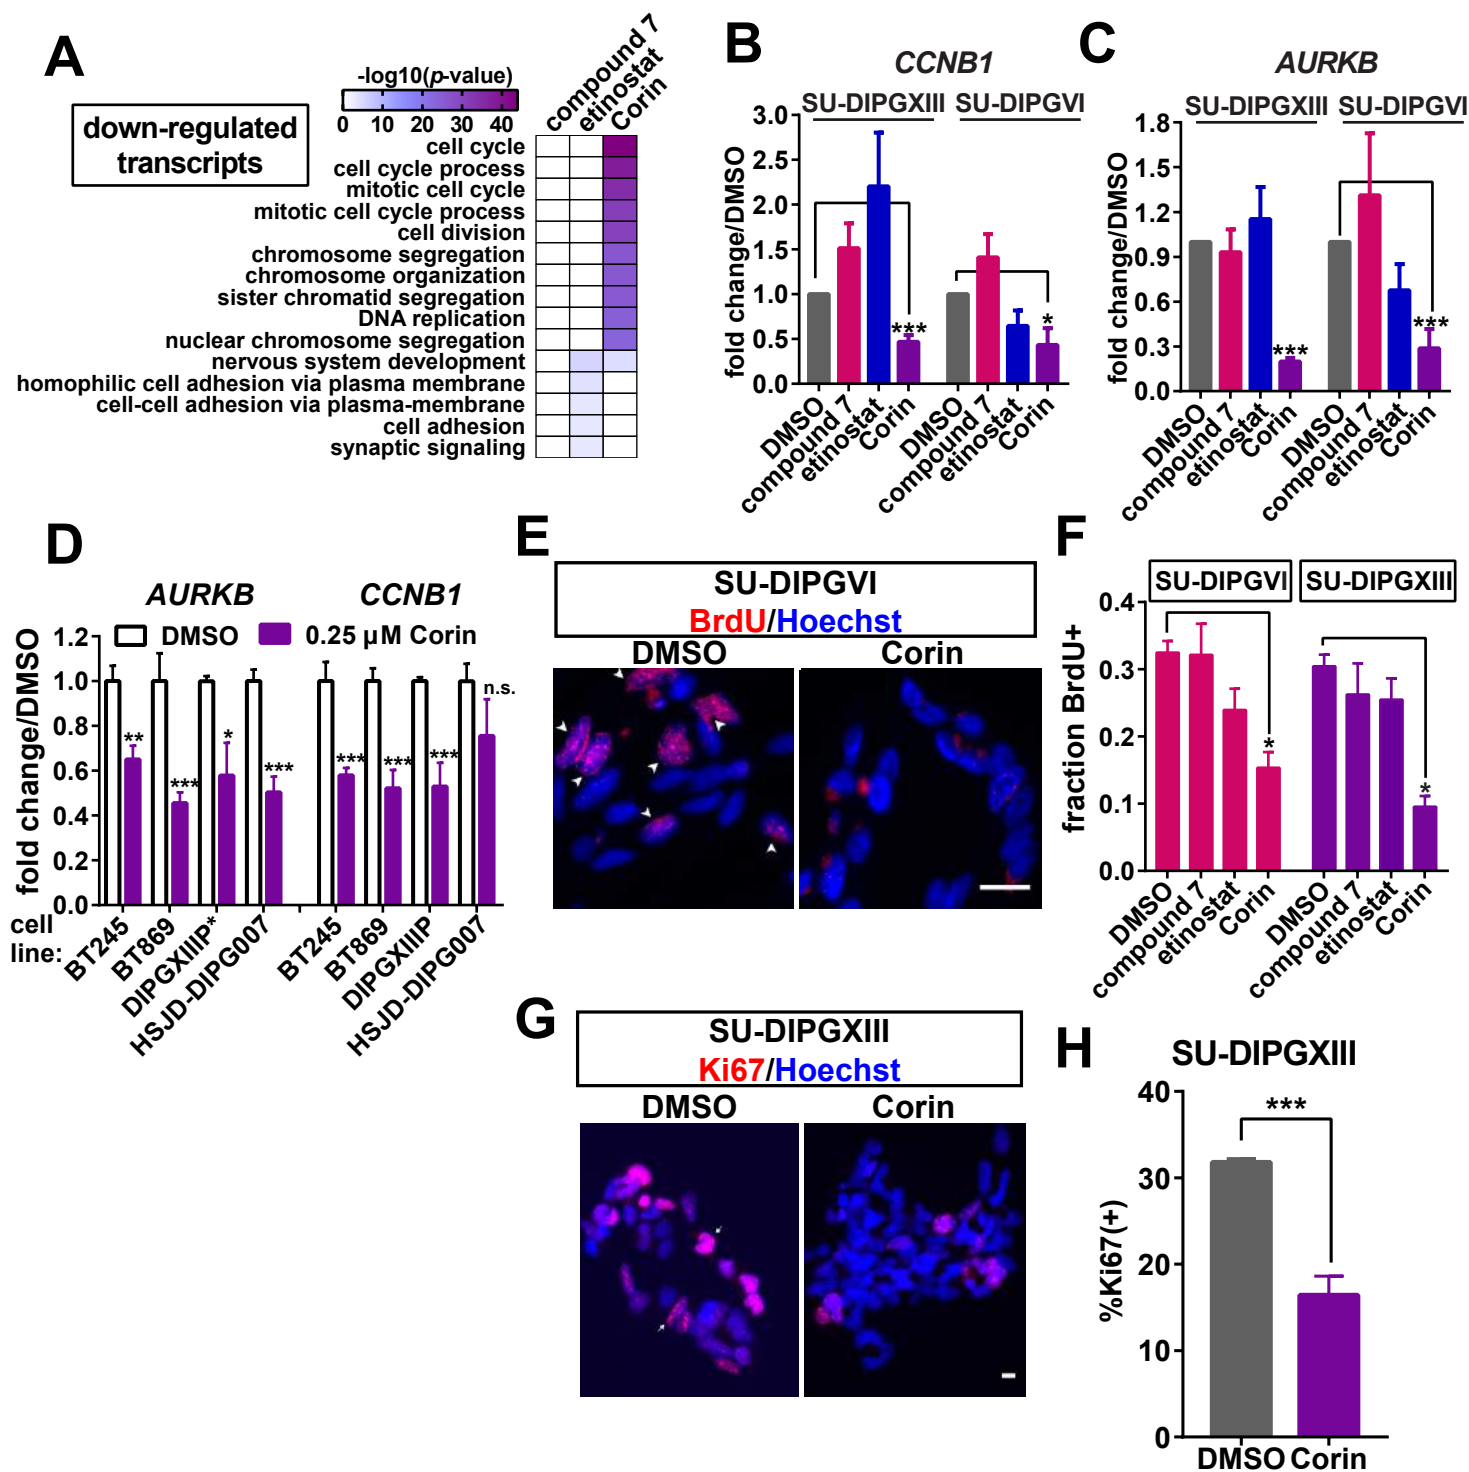 A
-log10(p-value)
0 10 20 30 40
compound 7
etinostat
Corin
down-regulated
transcripts
cell cycle
cell cycle process
mitotic cell cycle
mitotic cell cycle process
cell division
chromosome segregation
chromosome organization
sister chromatid segregation
DNA replication
nuclear chromosome segregation
nervous system development
homophilic cell adhesion via plasma membrane
cell-cell adhesion via plasma-membrane
cell adhesion
synaptic signaling
B
CCNB1
SU-DIPGXIII SU-DIPGVI
fold change/DMSO
3.0
2.5
2.0
1.5
1.0
0.5
0.0
***
*
DMSO
compound 7
etinostat
Corin
DMSO
compound 7
etinostat
Corin
C
AURKB
SU-DIPGXIII SU-DIPGVI
fold change/DMSO
1.8
1.5
1.2
0.9
0.6
0.3
0.0
***
***
DMSO
compound 7
etinostat
Corin
DMSO
compound 7
etinostat
Corin
D
AURKB CCNB1
DMSO 0.25 µM Corin
fold change/DMSO
1.2
1.0
0.8
0.6
0.4
0.2
0.0
** *** * *** *** *** *** n.s.
cell
line:
BT245
BT869
DIPGXIIIP*
HSJD-DIPG007
BT245
BT869
DIPGXIIIP
HSJD-DIPG007
E
SU-DIPGVI
BrdU/Hoechst
DMSO Corin
F
SU-DIPGVI SU-DIPGXIII
fraction BrdU+
0.4
0.3
0.2
0.1
0.0
*
*
DMSO
compound 7
etinostat
Corin
DMSO
compound 7
etinostat
Corin
G
SU-DIPGXIII
Ki67/Hoechst
DMSO Corin
H
SU-DIPGXIII
%Ki67(+)
40
30
20
10
0
***
DMSO Corin